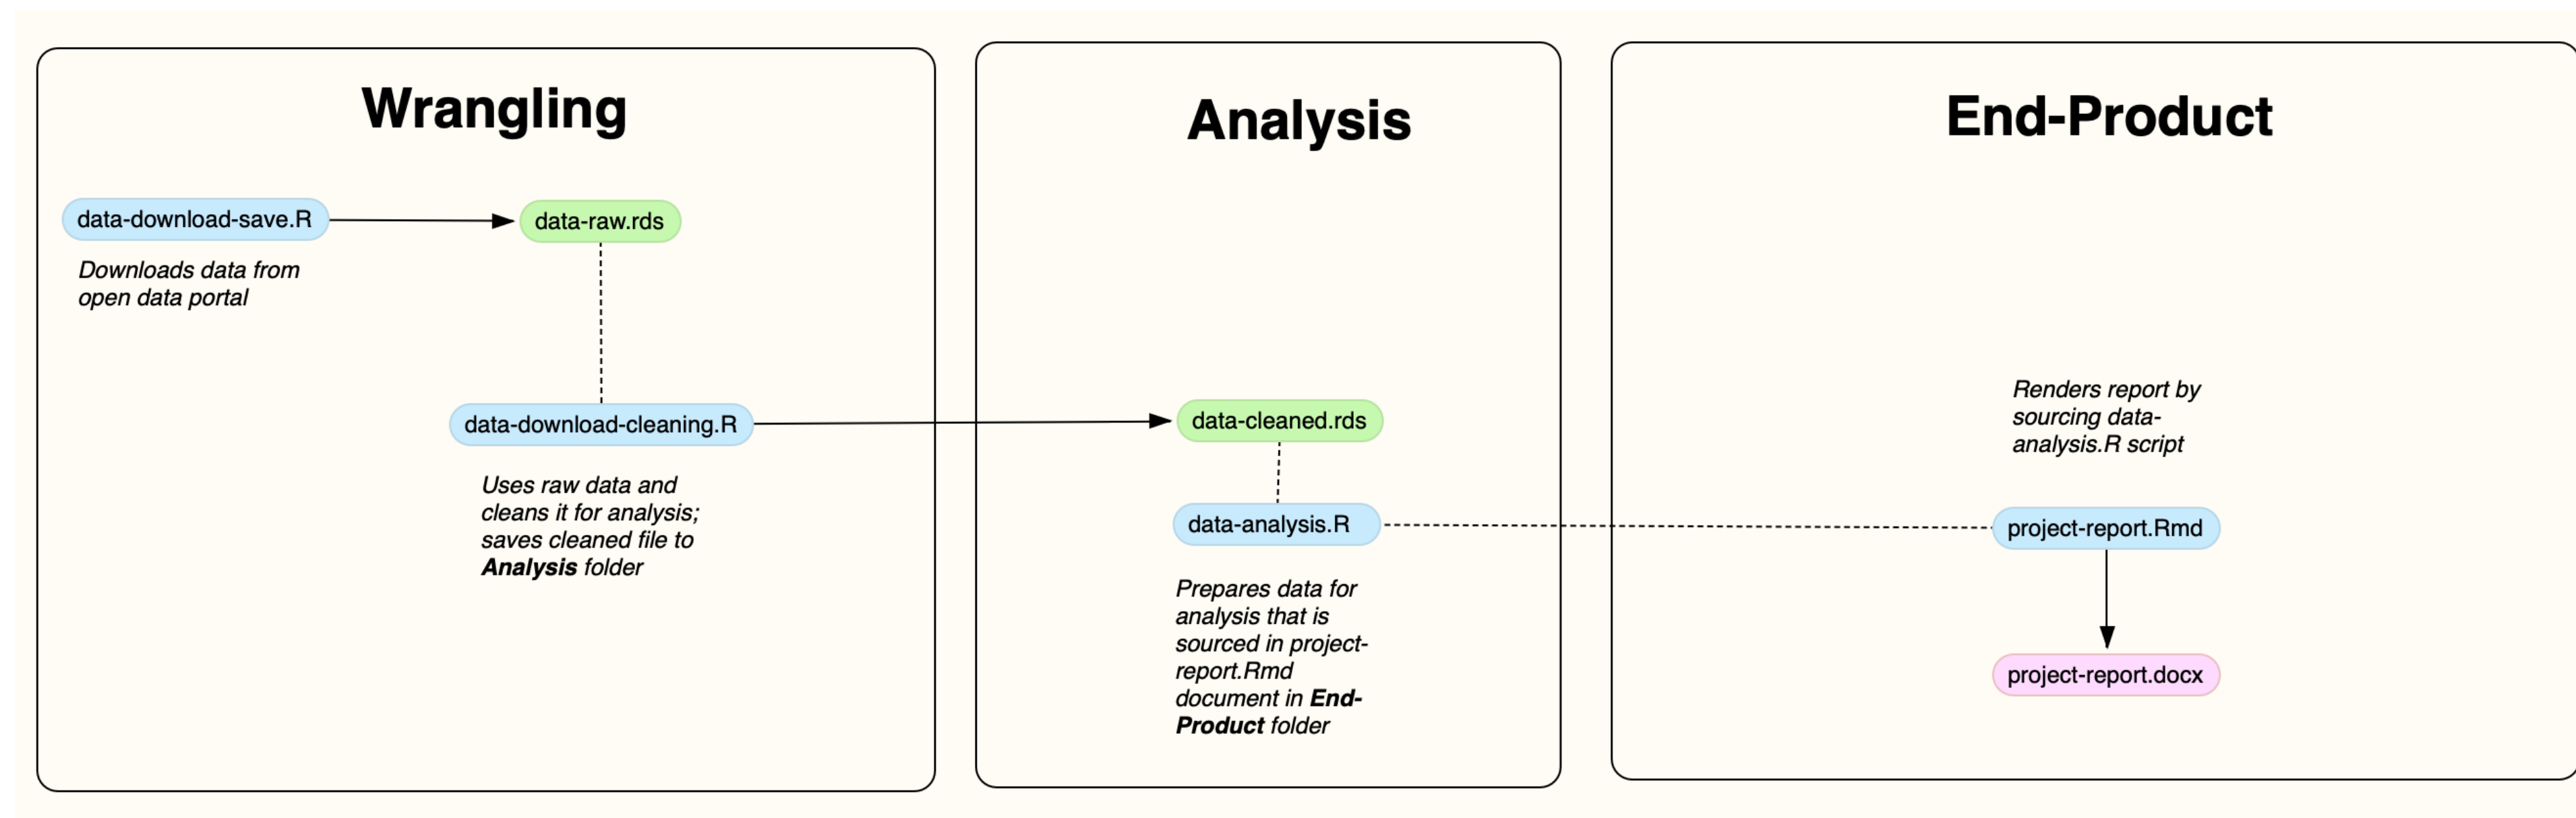 Wrangling
data-download-save.R
data-raw.rds
Downloads data from
open data portal
data-download-cleaning.R
Uses raw data and
cleans it for analysis;
saves cleaned file to
Analysis folder
Analysis
data-cleaned.rds
data-analysis.R
Prepares data for
analysis that is
sourced in project-
report.Rmd
document in End-
Product folder
End-Product
Renders report by
sourcing data-
analysis.R script
project-report.Rmd
project-report.docx